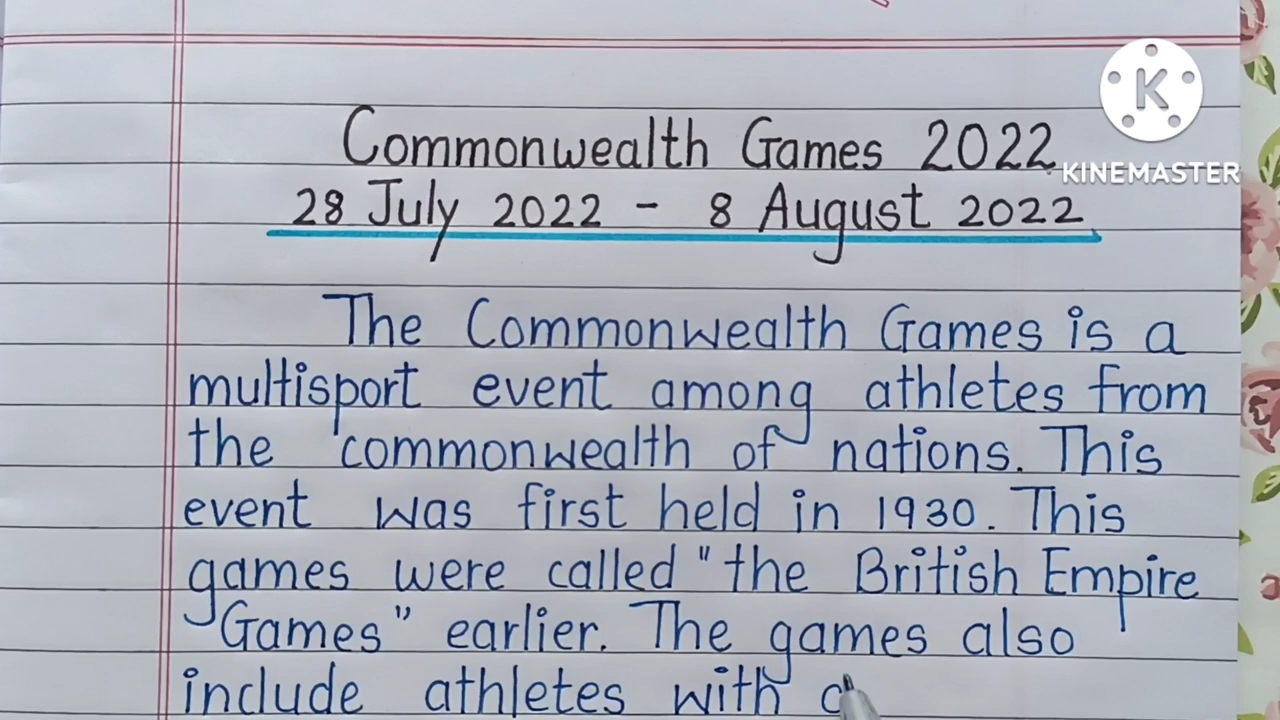 Commonwealth Games 2022
28 July 2022 - 8 August 2022
The Commonwealth Games is a
multisport event among athletes from
the commonwealth of nations. This
event was first held in 1930. This
games were called "the British Empire
Games" earlier. The games also
include athletes with
K
KINEMASTER